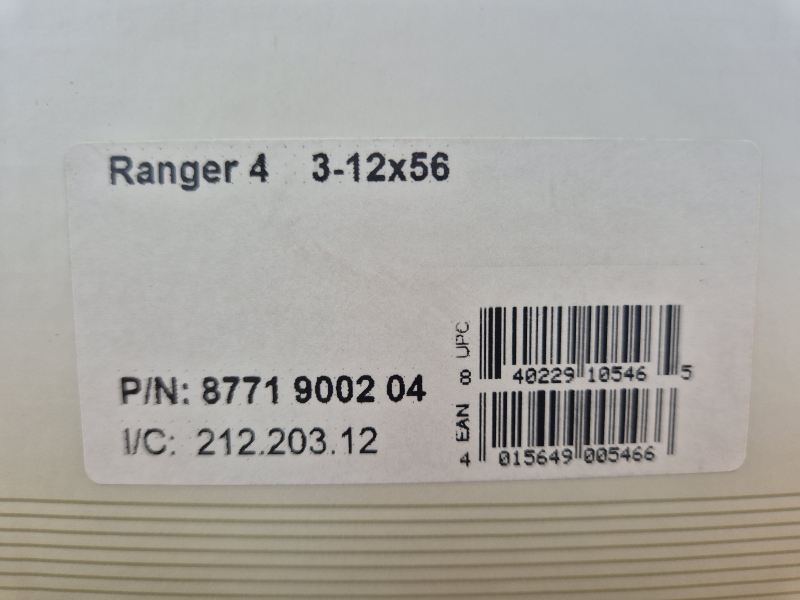 Ranger 4 3-12x56
P/N: 8771 9002 04
I/C: 212.203.12
UPC
8 40229 10546 5
EAN
4 015649 005466